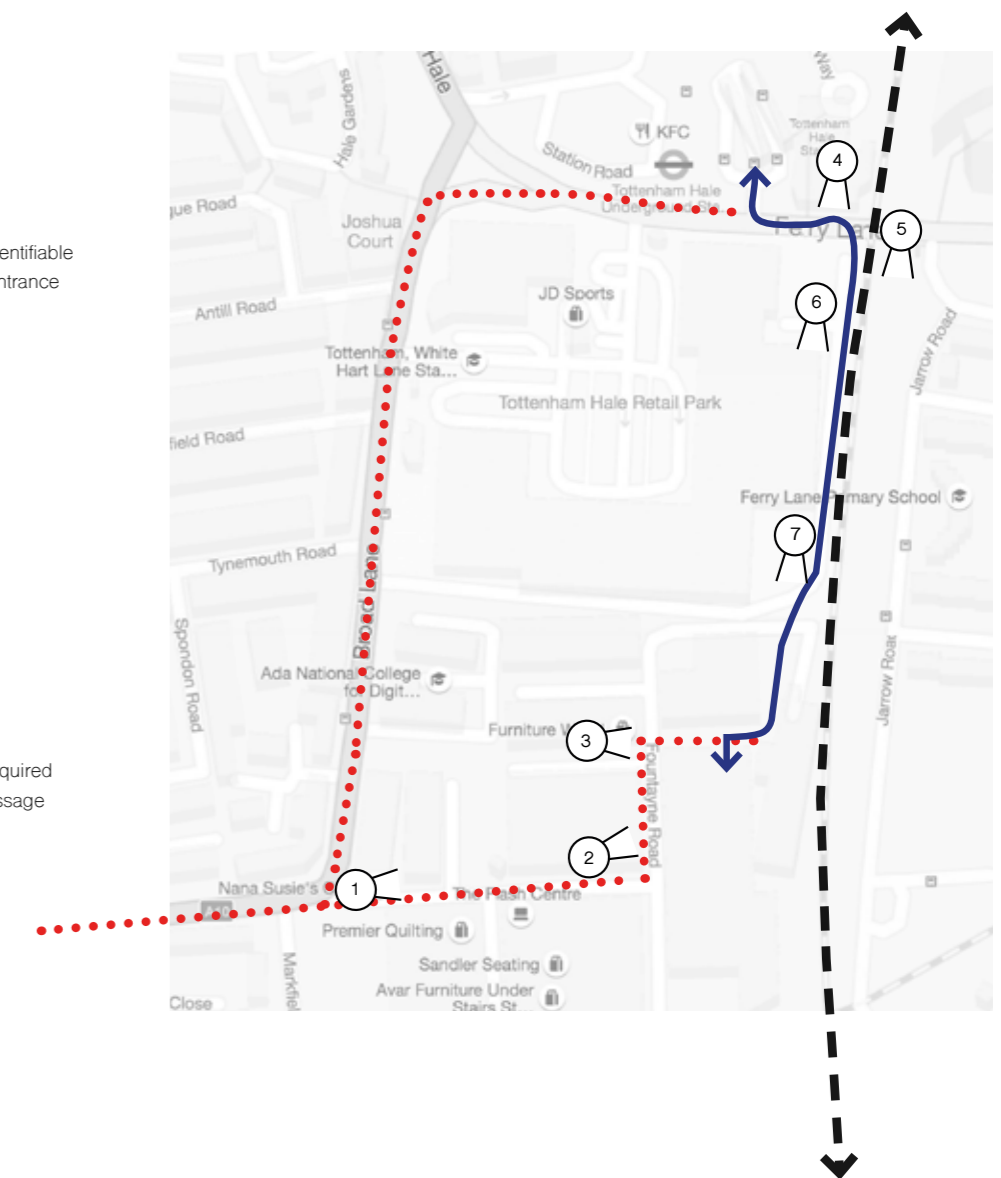 entifiable
ntrance
quired
ssage
Hale
Way
Hale Gardens
KFC
Station Road
Tottenham Hale
Underground Sta...
Tottenham
Hale
4
5
6
7
3
2
1
gue Road
Joshua
Court
Ferry Lane
JD Sports
Antill Road
Tottenham, White
Hart Lane Sta...
Jarrow Road
Tottenham Hale Retail Park
field Road
Ferry Lane Primary School
Tynemouth Road
Broad Lane
Spondon Road
Ada National College
for Digit...
Jarrow Road
Furniture
Fountayne Road
Nana Susie's
A10
The Flash Centre
Premier Quilting
Sandler Seating
Avar Furniture Under
Stairs St...
Markfiel
Close